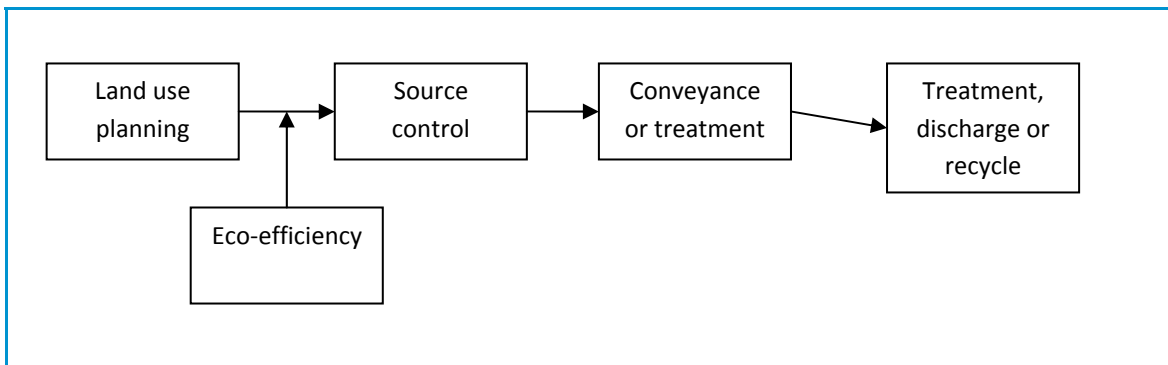 Land use
planning
Source
control
Conveyance
or treatment
Treatment,
discharge or
recycle
Eco-efficiency